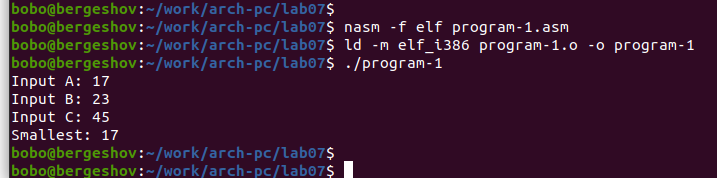 bobo@bergeshov:~/work/arch-pc/lab07$
bobo@bergeshov:~/work/arch-pc/lab07$ nasm -f elf program-1.asm
bobo@bergeshov:~/work/arch-pc/lab07$ ld -m elf_i386 program-1.o -o program-1
bobo@bergeshov:~/work/arch-pc/lab07$ ./program-1
Input A: 17
Input B: 23
Input C: 45
Smallest: 17
bobo@bergeshov:~/work/arch-pc/lab07$
bobo@bergeshov:~/work/arch-pc/lab07$